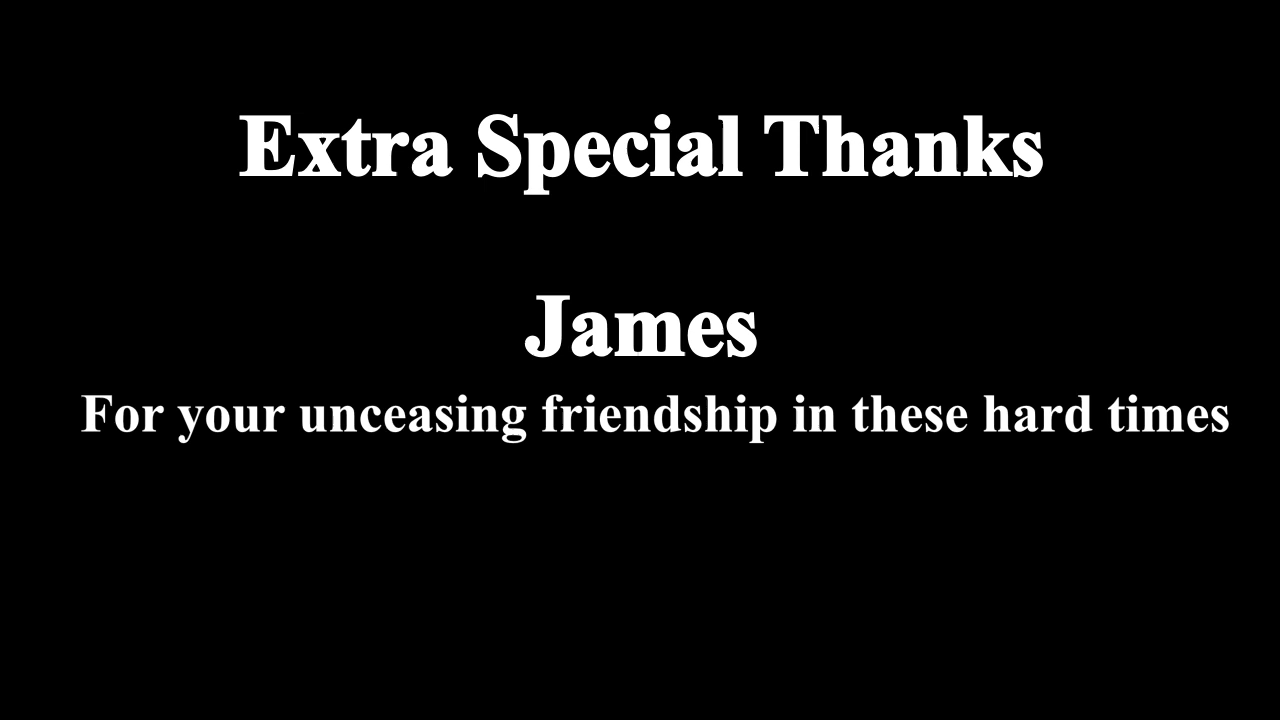 Extra Special Thanks
James
For your unceasing friendship in these hard times